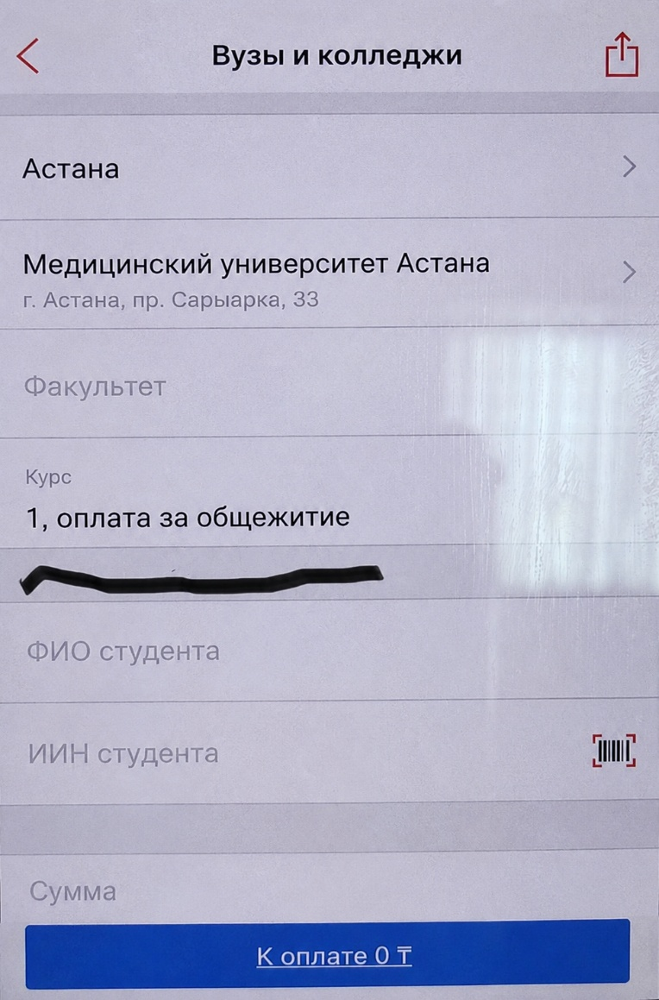 Вузы и колледжи
Астана
Медицинский университет Астана
г. Астана, пр. Сарыарка, 33
Факультет
Курс
1, оплата за общежитие
ФИО студента
ИИН студента
Сумма
К оплате 0 ₸